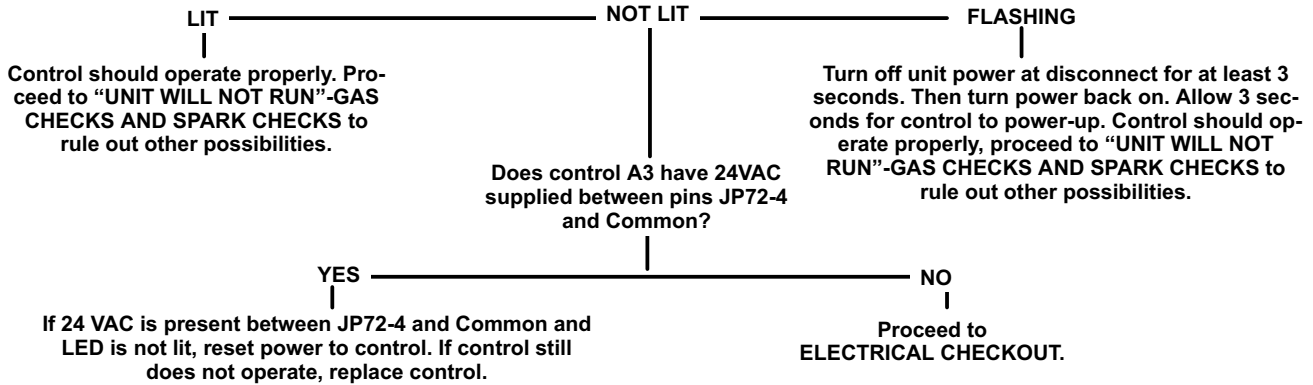 LIT
NOT LIT
FLASHING
Control should operate properly. Pro-
ceed to “UNIT WILL NOT RUN”-GAS
CHECKS AND SPARK CHECKS to
rule out other possibilities.
Turn off unit power at disconnect for at least 3
seconds. Then turn power back on. Allow 3 sec-
onds for control to power-up. Control should op-
erate properly, proceed to “UNIT WILL NOT
RUN”-GAS CHECKS AND SPARK CHECKS to
rule out other possibilities.
Does control A3 have 24VAC
supplied between pins JP72-4
and Common?
YES
NO
If 24 VAC is present between JP72-4 and Common and
LED is not lit, reset power to control. If control still
does not operate, replace control.
Proceed to
ELECTRICAL CHECKOUT.